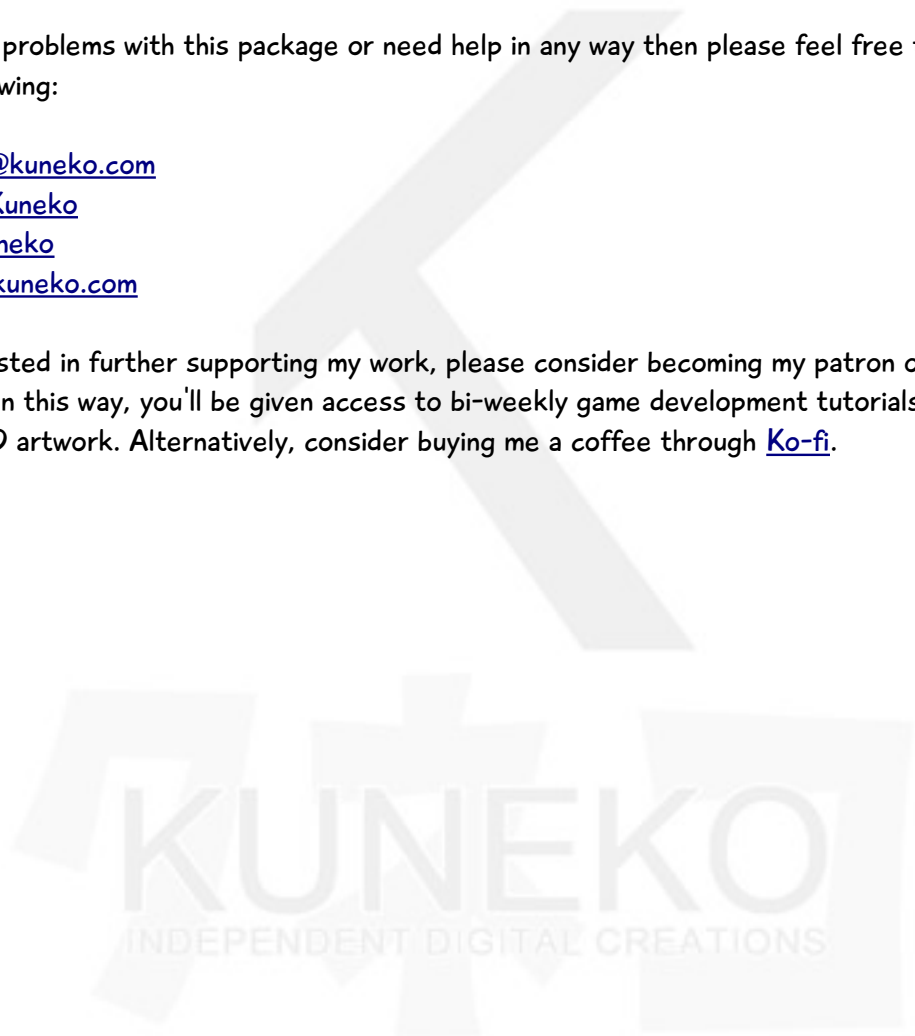 problems with this package or need help in any way then please feel free
wing:
@kuneko.com
Kuneko
neko
kuneko.com
sted in further supporting my work, please consider becoming my patron
n this way, you'll be given access to bi-weekly game development tutorials
artwork. Alternatively, consider buying me a coffee through Ko-fi.
KUNEKO
INDEPENDENT DIGITAL CREATIONS